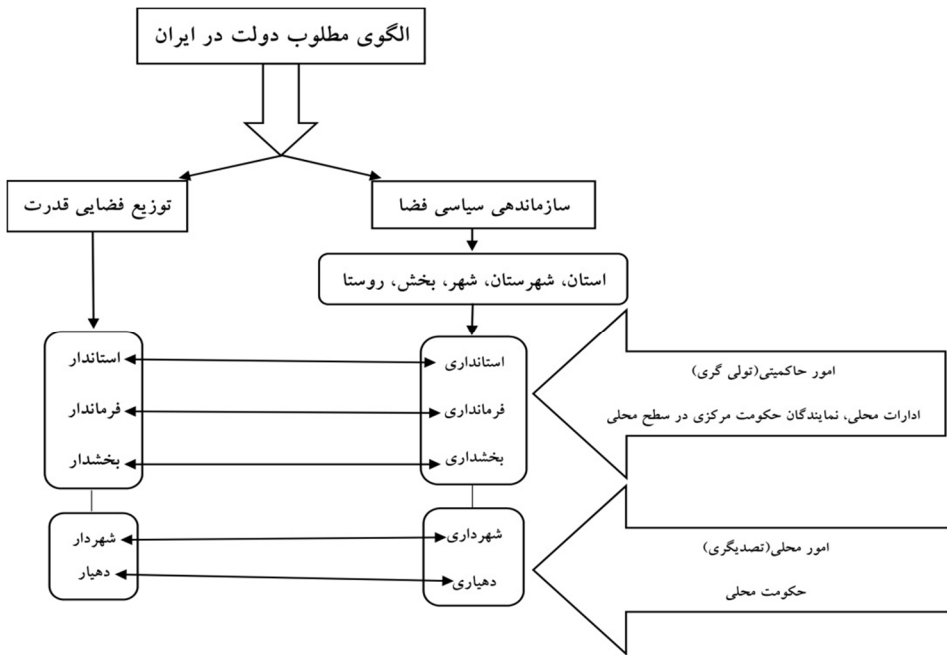 الگوی مطلوب دولت در ایران
سازماندهی سیاسی فضا
توزیع فضایی قدرت
استان، شهرستان، شهر، بخش، روستا
استانداری
استاندار
فرمانداری
فرماندار
بخشداری
بخشدار
امور حاکمیتی(تولی گری)
ادارات محلی، نمایندگان حکومت مرکزی در سطح محلی
شهرداری
شهردار
دهیاری
دهیار
امور محلی(تصدیگری)
حکومت محلی